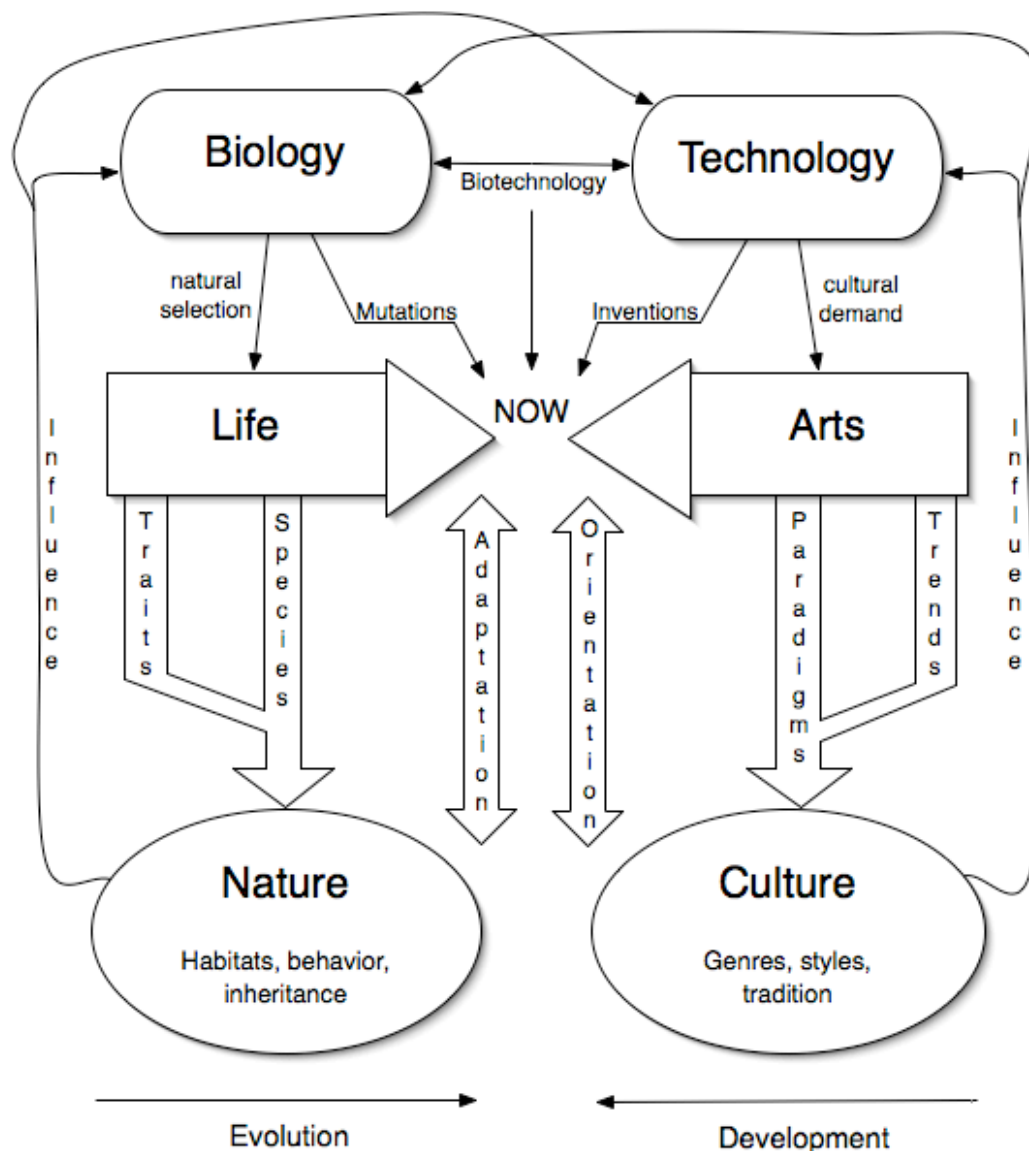 Biology
Technology
Biotechnology
natural
selection
Mutations
Inventions
cultural
demand
Life
NOW
Arts
Influence
Traits
Species
Adaptation
Orientation
Paradigms
Trends
Influence
Nature
Habitats, behavior,
inheritance
Culture
Genres, styles,
tradition
Evolution
Development